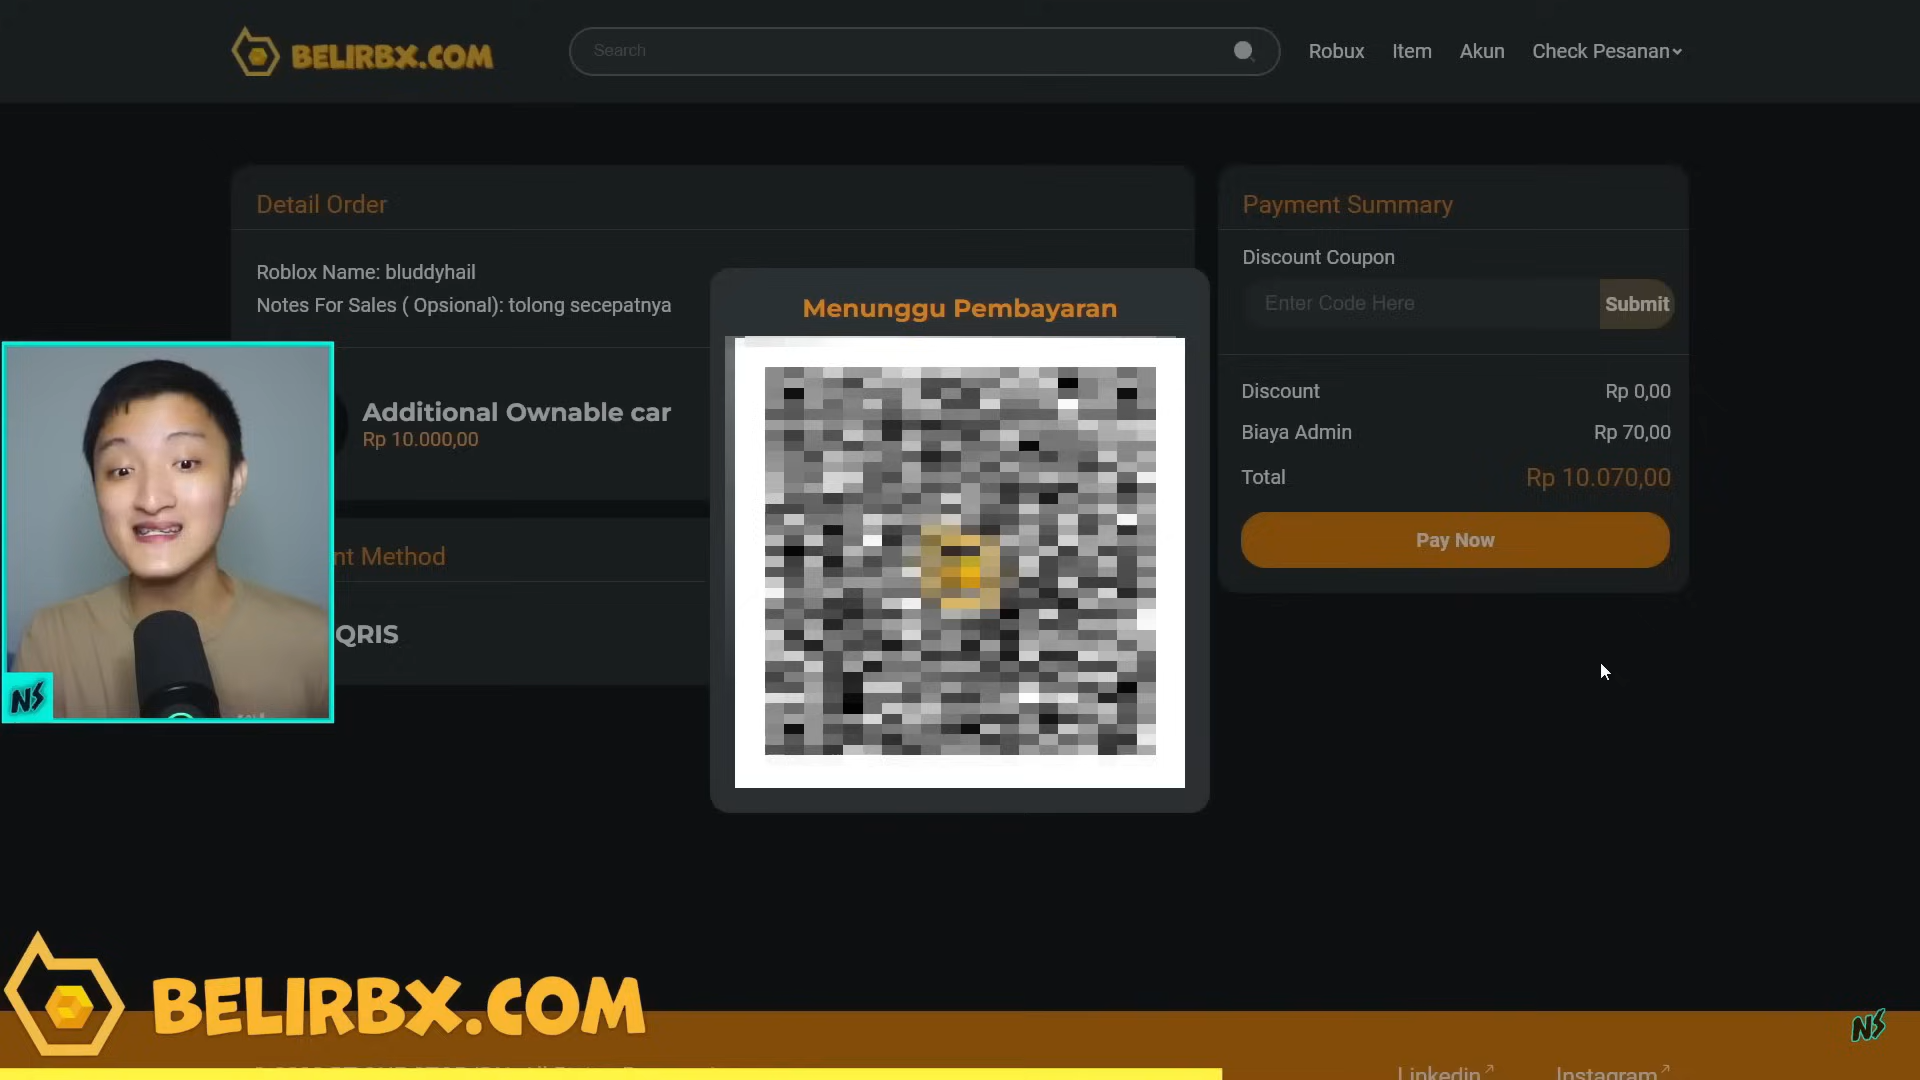 BELIRBX.COM
Search
Robux
Item
Akun
Check Pesanan
Detail Order
Payment Summary
Roblox Name: bluddyhail
Notes For Sales ( Opsional): tolong secepatnya
Discount Coupon
Enter Code Here
Submit
Menunggu Pembayaran
Additional Ownable car
Rp 10.000,00
Discount
Rp 0,00
Biaya Admin
Rp 70,00
Total
Rp 10.070,00
Pay Now
nt Method
QRIS
NS
BELIRBX.COM
NS
Linkedin
Instagram